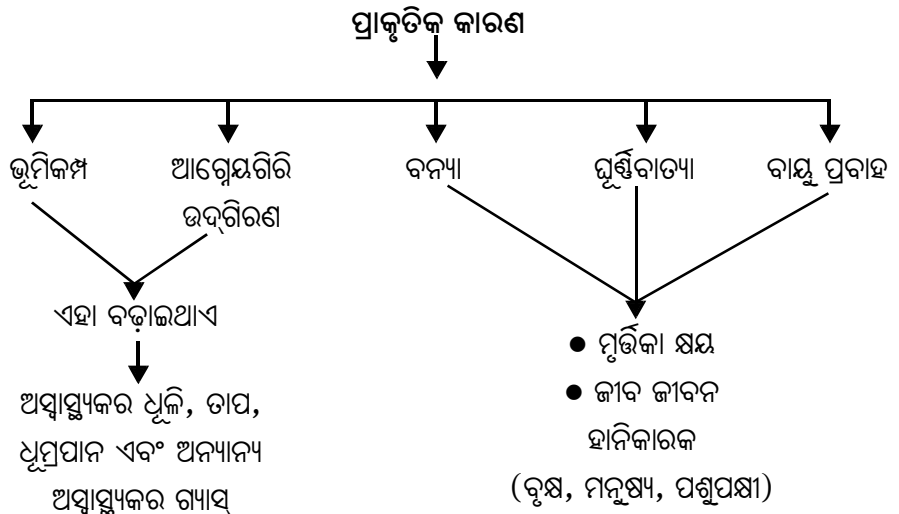 ପ୍ରାକୃତିକ କାରଣ
ଭୂମିକମ୍ପ
ଆଗ୍ନେୟଗିରି
ଉଦ୍‌ଗିରଣ
ବନ୍ୟା
ଘୂର୍ଣ୍ଣିବାତ୍ୟା
ବାୟୁ ପ୍ରବାହ
ଏହା ବଢ଼ାଇଥାଏ
ଅସ୍ୱାସ୍ଥ୍ୟକର ଧୂଳି, ତାପ,
ଧୂମ୍ରପାନ ଏବଂ ଅନ୍ୟାନ୍ୟ
ଅସ୍ୱାସ୍ଥ୍ୟକର ଗ୍ୟାସ୍
● ମୃର୍ତ୍ତିକା କ୍ଷୟ
● ଜୀବ ଜୀବନ
ହାନିକାରକ
(ବୃକ୍ଷ, ମନୁଷ୍ୟ, ପଶୁପକ୍ଷୀ)